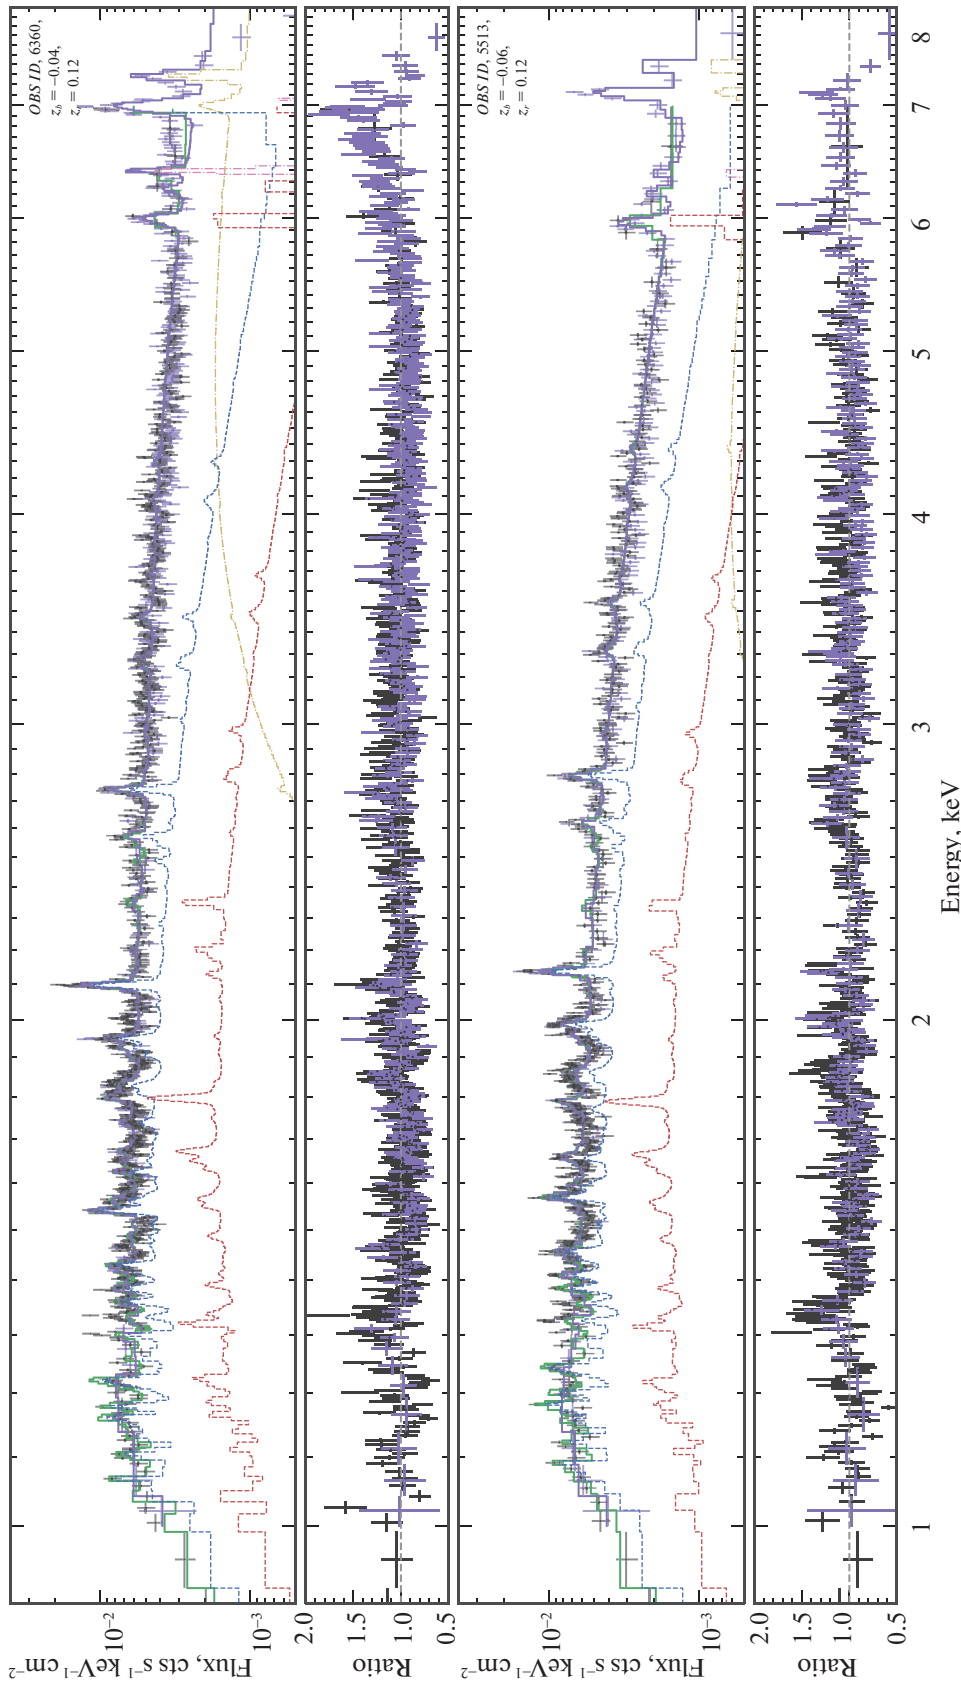 OBS ID, 6360,
z_b = −0.04,
z_r = 0.12
10⁻²
10⁻³
Flux, cts s⁻¹ keV⁻¹ cm⁻²
2.0
1.5
1.0
0.5
Ratio
OBS ID, 5513,
z_b = −0.06,
z_r = 0.12
10⁻²
10⁻³
Flux, cts s⁻¹ keV⁻¹ cm⁻²
2.0
1.5
1.0
0.5
Ratio
1 2 3 4 5 6 7 8
Energy, keV